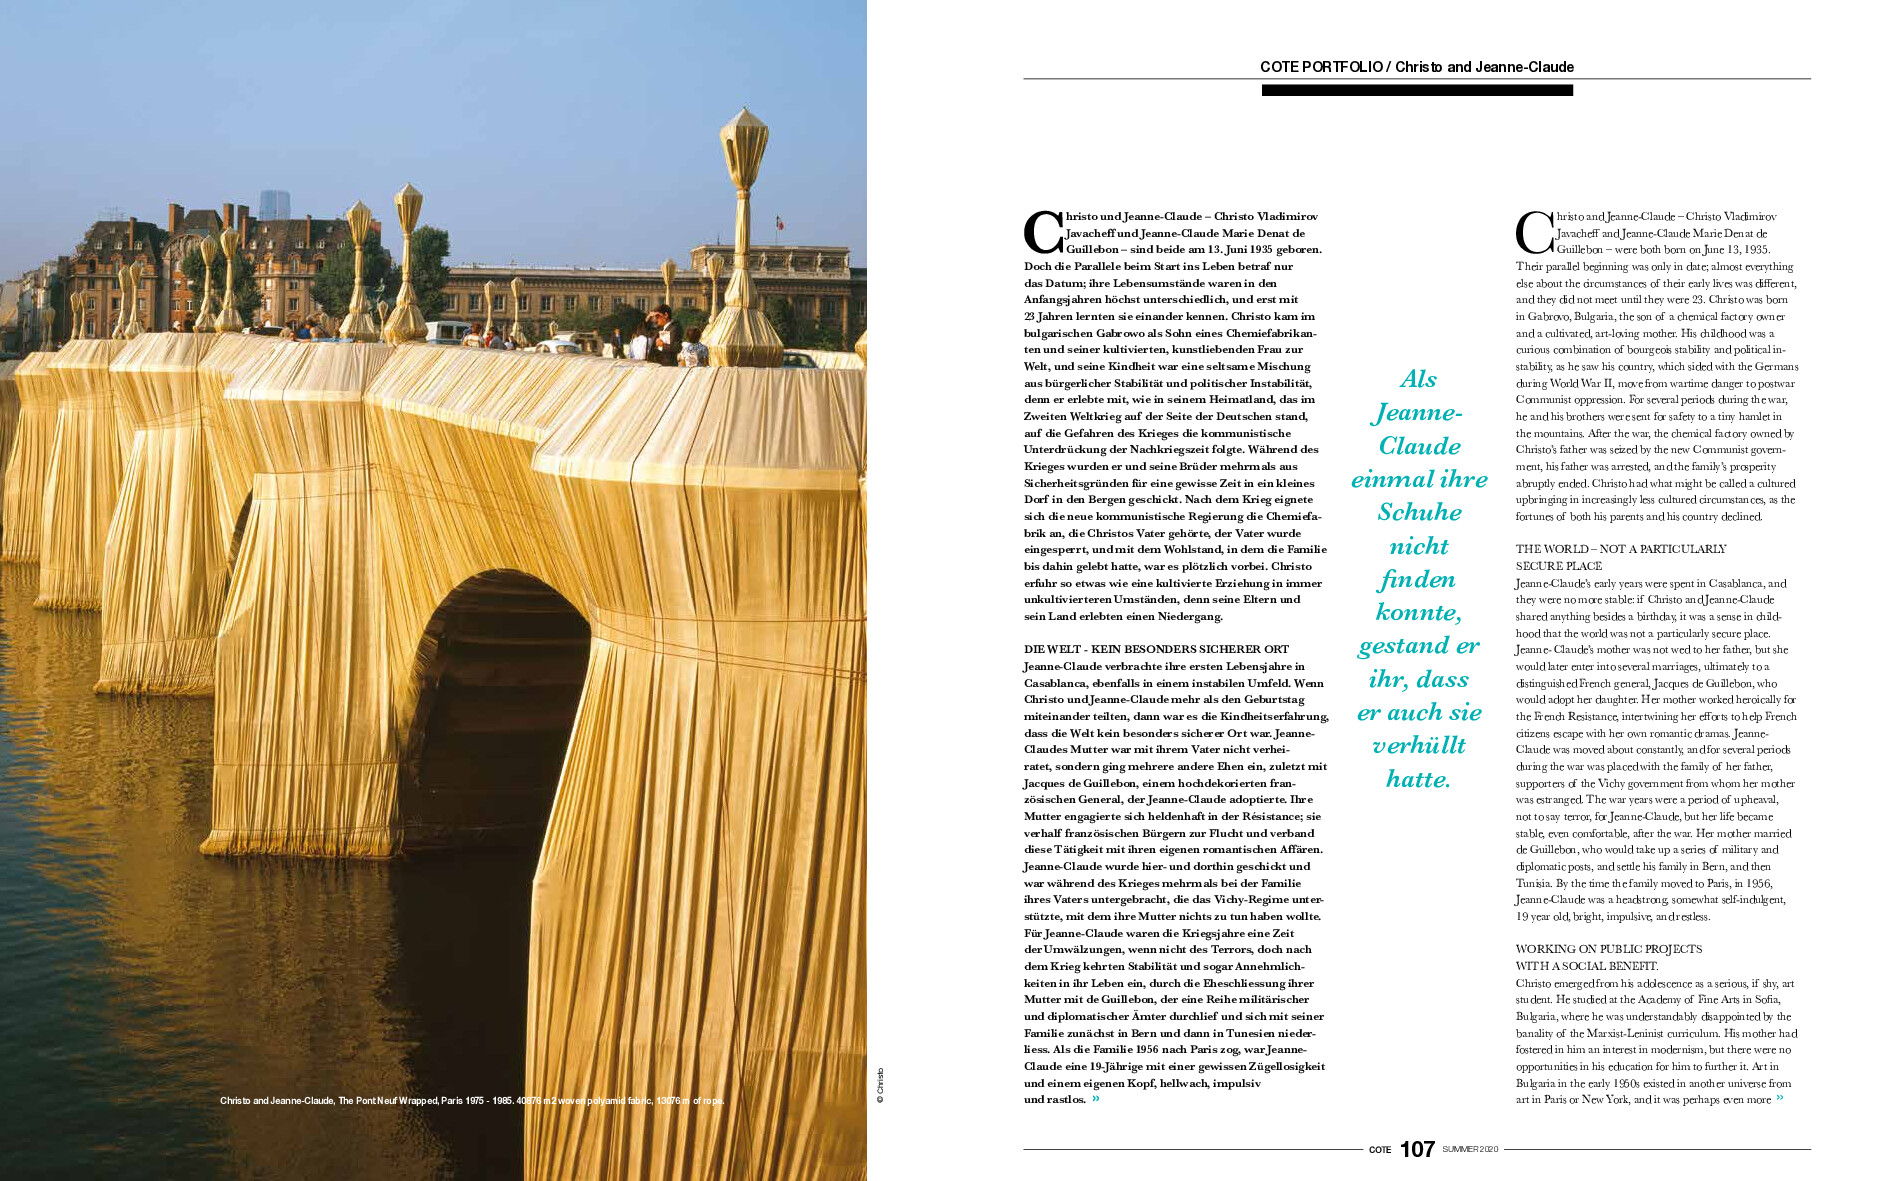 Christo and Jeanne-Claude, The Pont Neuf Wrapped, Paris 1975 - 1985. 40876 m2 woven polyamid fabric, 13076 m of rope.
© Christo
COTE PORTFOLIO / Christo and Jeanne-Claude
Christo und Jeanne-Claude – Christo Vladimirov
Javacheff und Jeanne-Claude Marie Denat de
Guillebon – sind beide am 13. Juni 1935 geboren.
Doch die Parallele beim Start ins Leben betraf nur
das Datum; ihre Lebensumstände waren in den
Anfangsjahren höchst unterschiedlich, und erst mit
23 Jahren lernten sie einander kennen. Christo kam im
bulgarischen Gabrowo als Sohn eines Chemiefabrikan-
ten und seiner kultivierten, kunstliebenden Frau zur
Welt, und seine Kindheit war eine seltsame Mischung
aus bürgerlicher Stabilität und politischer Instabilität,
denn er erlebte mit, wie in seinem Heimatland, das im
Zweiten Weltkrieg auf der Seite der Deutschen stand,
auf die Gefahren des Krieges die kommunistische
Unterdrückung der Nachkriegszeit folgte. Während des
Krieges wurden er und seine Brüder mehrmals aus
Sicherheitsgründen für eine gewisse Zeit in ein kleines
Dorf in den Bergen geschickt. Nach dem Krieg eignete
sich die neue kommunistische Regierung die Chemiefa-
brik an, die Christos Vater gehörte, der Vater wurde
eingesperrt, und mit dem Wohlstand, in dem die Familie
bis dahin gelebt hatte, war es plötzlich vorbei. Christo
erfuhr so etwas wie eine kultivierte Erziehung in immer
unkultivierteren Umständen, denn seine Eltern und
sein Land erlebten einen Niedergang.
DIE WELT - KEIN BESONDERS SICHERER ORT
Jeanne-Claude verbrachte ihre ersten Lebensjahre in
Casablanca, ebenfalls in einem instabilen Umfeld. Wenn
Christo und Jeanne-Claude mehr als den Geburtstag
miteinander teilten, dann war es die Kindheitserfahrung,
dass die Welt kein besonders sicherer Ort war. Jeanne-
Claudes Mutter war mit ihrem Vater nicht verhei-
ratet, sondern ging mehrere andere Ehen ein, zuletzt mit
Jacques de Guillebon, einem hochdekorierten fran-
zösischen General, der Jeanne-Claude adoptierte. Ihre
Mutter engagierte sich heldenhaft in der Résistance; sie
verhalf französischen Bürgern zur Flucht und verband
diese Tätigkeit mit ihren eigenen romantischen Affären.
Jeanne-Claude wurde hier- und dorthin geschickt und
war während des Krieges mehrmals bei der Familie
ihres Vaters untergebracht, die das Vichy-Regime unter-
stützte, mit dem ihre Mutter nichts zu tun haben wollte.
Für Jeanne-Claude waren die Kriegsjahre eine Zeit
der Umwälzungen, wenn nicht des Terrors, doch nach
dem Krieg kehrten Stabilität und sogar Annehmlich-
keiten in ihr Leben ein, durch die Eheschliessung ihrer
Mutter mit de Guillebon, der eine Reihe militärischer
und diplomatischer Ämter durchlief und sich mit seiner
Familie zunächst in Bern und dann in Tunesien nieder-
liess. Als die Familie 1956 nach Paris zog, war Jeanne-
Claude eine 19-Jährige mit einer gewissen Zügellosigkeit
und einem eigenen Kopf, hellwach, impulsiv
und rastlos. »
Als
Jeanne-
Claude
einmal ihre
Schuhe
nicht
finden
konnte,
gestand er
ihr, dass
er auch sie
verhüllt
hatte.
Christo and Jeanne-Claude – Christo Vladimirov
Javacheff and Jeanne-Claude Marie Denat de
Guillebon – were both born on June 13, 1935.
Their parallel beginning was only in date; almost everything
else about the circumstances of their early lives was different,
and they did not meet until they were 23. Christo was born
in Gabrovo, Bulgaria, the son of a chemical factory owner
and a cultivated, art-loving mother. His childhood was a
curious combination of bourgeois stability and political in-
stability, as he saw his country, which sided with the Germans
during World War II, move from wartime danger to postwar
Communist oppression. For several periods during the war,
he and his brothers were sent for safety to a tiny hamlet in
the mountains. After the war, the chemical factory owned by
Christo's father was seized by the new Communist govern-
ment, his father was arrested, and the family's prosperity
abruptly ended. Christo had what might be called a cultured
upbringing in increasingly less cultured circumstances, as the
fortunes of both his parents and his country declined.
THE WORLD – NOT A PARTICULARLY
SECURE PLACE
Jeanne-Claude's early years were spent in Casablanca, and
they were no more stable: if Christo and Jeanne-Claude
shared anything besides a birthday, it was a sense in child-
hood that the world was not a particularly secure place.
Jeanne- Claude's mother was not wed to her father, but she
would later enter into several marriages, ultimately to a
distinguished French general, Jacques de Guillebon, who
would adopt her daughter. Her mother worked heroically for
the French Resistance, intertwining her efforts to help French
citizens escape with her own romantic dramas. Jeanne-
Claude was moved about constantly, and for several periods
during the war was placed with the family of her father,
supporters of the Vichy government from whom her mother
was estranged. The war years were a period of upheaval,
not to say terror, for Jeanne-Claude, but her life became
stable, even comfortable, after the war. Her mother married
de Guillebon, who would take up a series of military and
diplomatic posts, and settle his family in Bern, and then
Tunisia. By the time the family moved to Paris, in 1956,
Jeanne-Claude was a headstrong, somewhat self-indulgent,
19 year old, bright, impulsive, and restless.
WORKING ON PUBLIC PROJECTS
WITH A SOCIAL BENEFIT.
Christo emerged from his adolescence as a serious, if shy, art
student. He studied at the Academy of Fine Arts in Sofia,
Bulgaria, where he was understandably disappointed by the
banality of the Marxist-Leninist curriculum. His mother had
fostered in him an interest in modernism, but there were no
opportunities in his education for him to further it. Art in
Bulgaria in the early 1950s existed in another universe from
art in Paris or New York, and it was perhaps even more »
COTE 107 SUMMER 2020